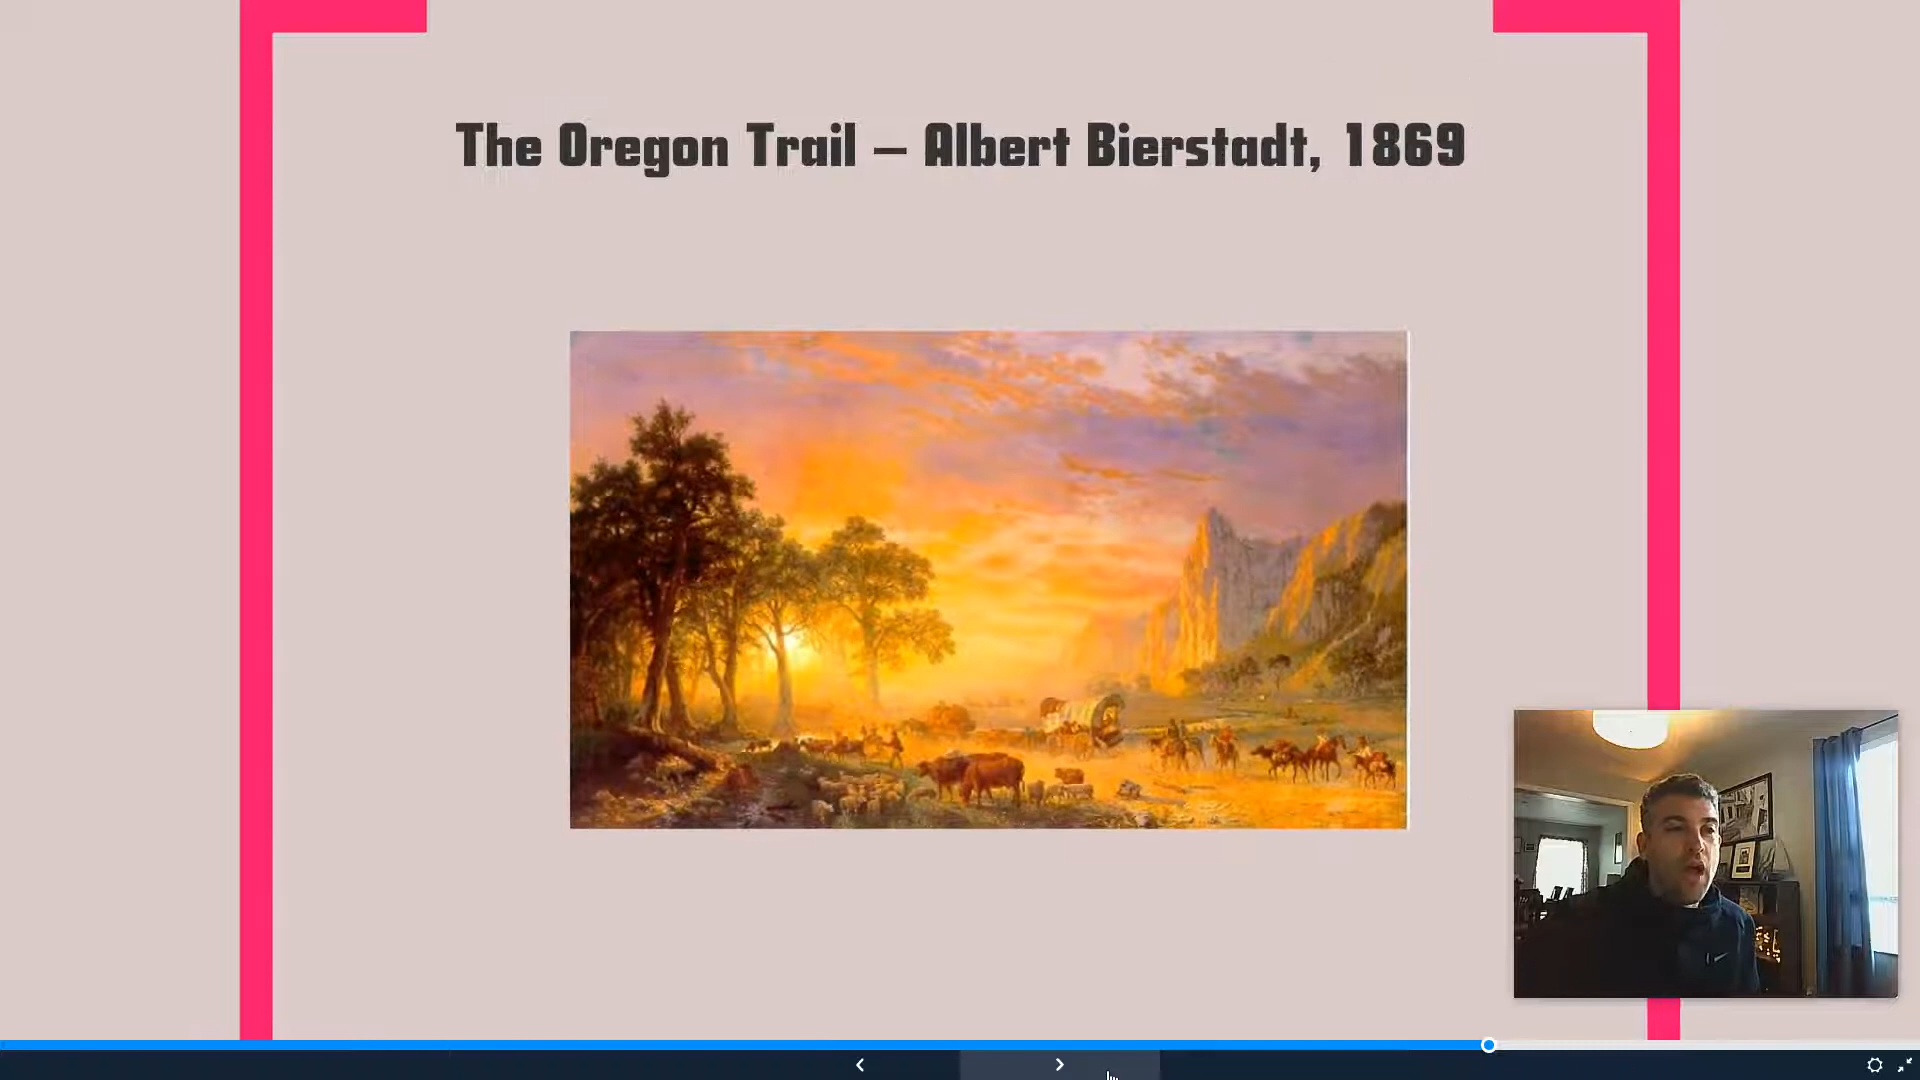 The Oregon Trail – Albert Bierstadt, 1869